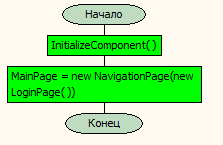 Начало
InitializeComponent( )
MainPage = new NavigationPage(new
LoginPage( ))
Конец